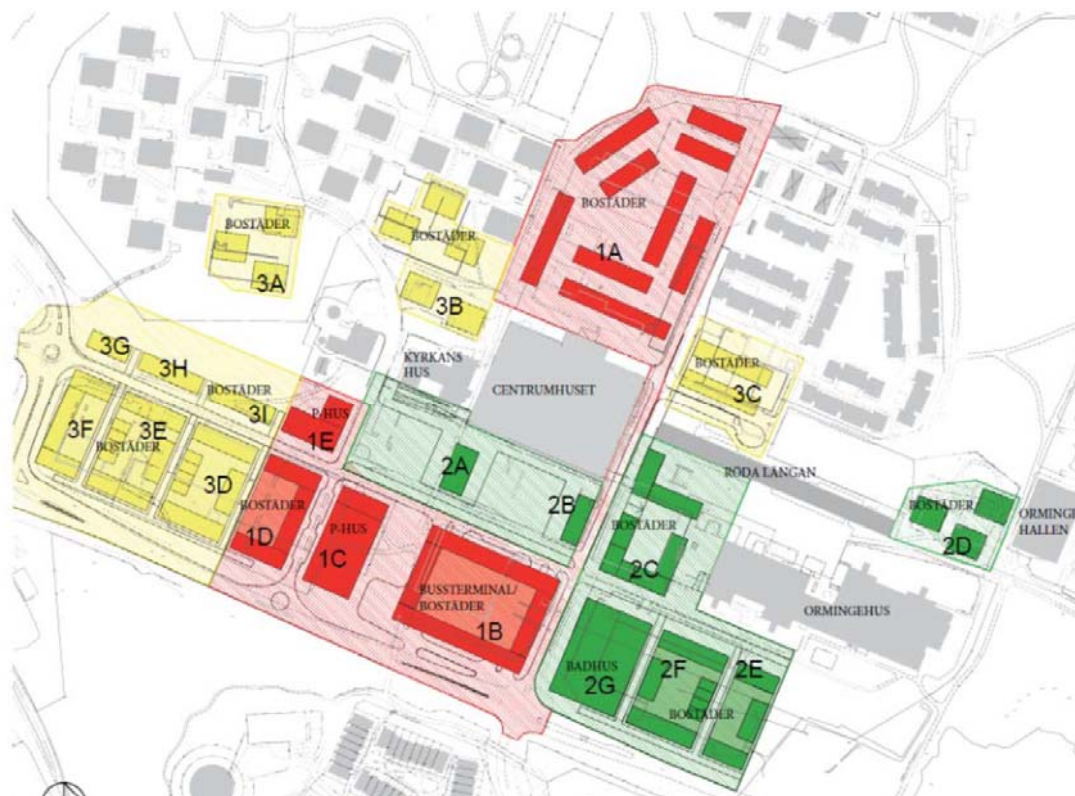 BOSTÄDER
1A
BOSTÄDER
3A
BOSTÄDER
3B
3G
3H
BOSTÄDER
3I
KYRKANS
HUS
CENTRUMHUSET
BOSTÄDER
3C
3F
3E
BOSTÄDER
3D
P-HUS
1E
2A
2B
RÖDA LÄNGAN
BOSTÄDER
2D
BOSTÄDER
1D
P-HUS
1C
BUSSTERMINAL/
BOSTÄDER
1B
BOSTÄDER
2C
ORMINGEHUS
BADHUS
2G
2F
2E
BOSTÄDER
HALLEN